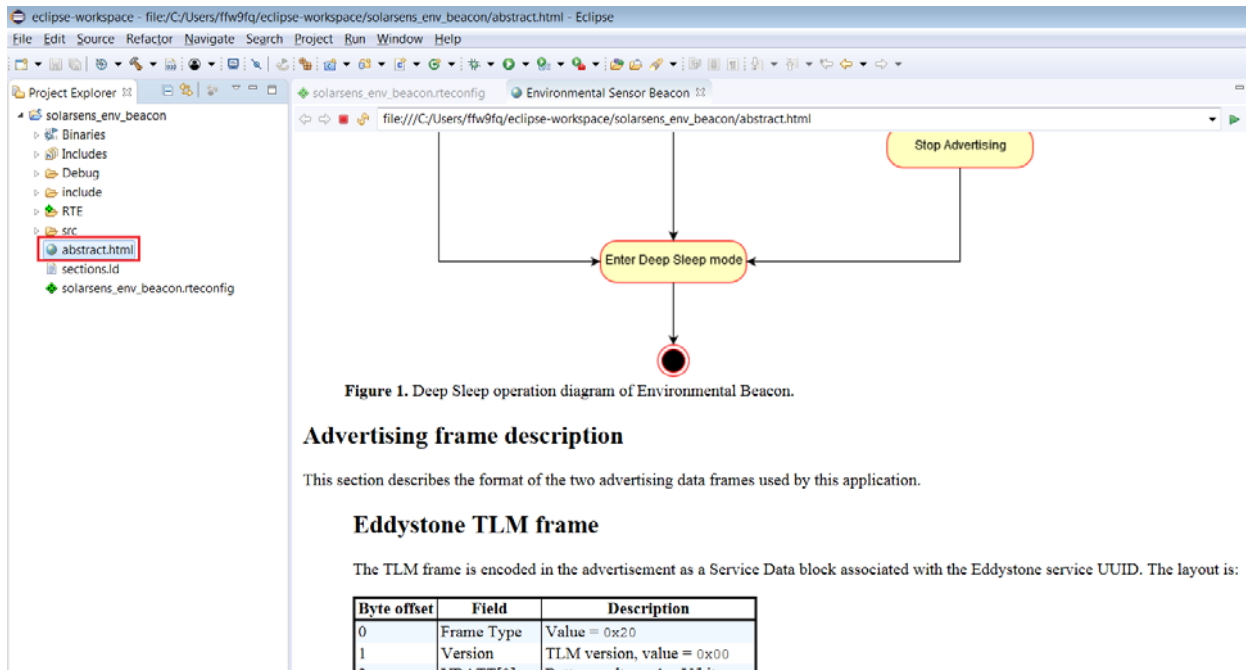 eclipse-workspace - file:/C:/Users/ffw9fq/eclipse-workspace/solarsens_env_beacon/abstract.html - Eclipse
File Edit Source Refactor Navigate Search Project Run Window Help
Project Explorer
solarsens_env_beacon.rteconfig
Environmental Sensor Beacon
file:///C:/Users/ffw9fq/eclipse-workspace/solarsens_env_beacon/abstract.html
solarsens_env_beacon
Binaries
Includes
Debug
include
RTE
src
abstract.html
sections.ld
solarsens_env_beacon.rteconfig
Stop Advertising
Enter Deep Sleep mode
Figure 1. Deep Sleep operation diagram of Environmental Beacon.
Advertising frame description
This section describes the format of the two advertising data frames used by this application.
Eddystone TLM frame
The TLM frame is encoded in the advertisement as a Service Data block associated with the Eddystone service UUID. The layout is:
Byte offset Field Description
0 Frame Type Value = 0x20
1 Version TLM version, value = 0x00